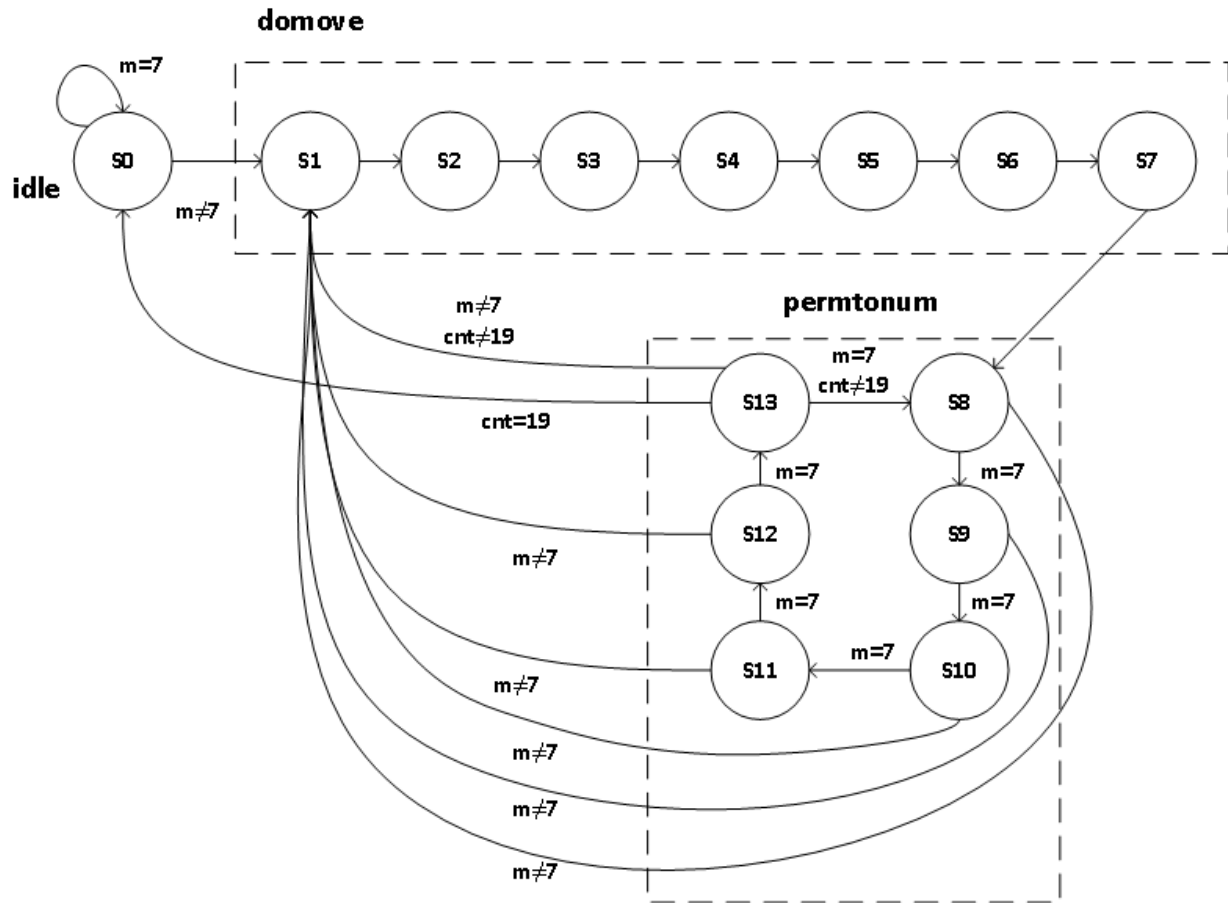 domove
m=7
S0
S1
S2
S3
S4
S5
S6
S7
idle
m≠7
permtonum
m≠7
cnt≠19
m=7
cnt≠19
S13
S8
cnt=19
m=7
m=7
S12
S9
m≠7
m=7
m=7
m=7
S11
S10
m≠7
m≠7
m≠7
m≠7